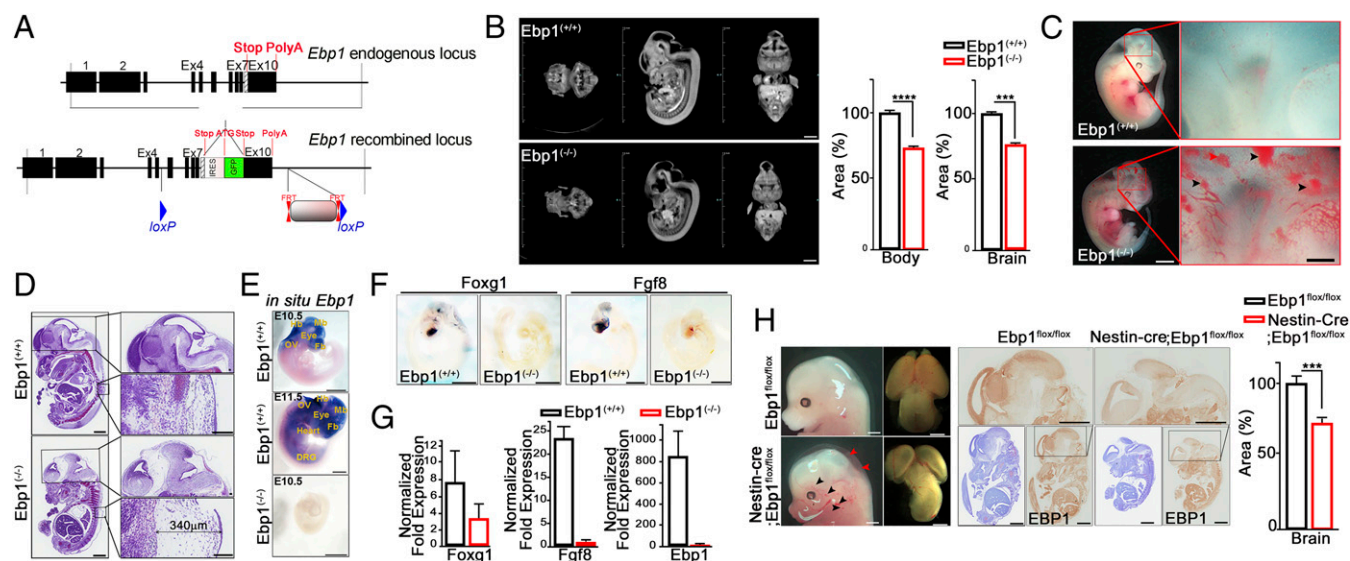 A
Stop PolyA
Ebp1 endogenous locus
1 2 Ex4 Ex7 Ex10
Stop ATG Stop PolyA
Ebp1 recombined locus
1 2 Ex4 Ex7 Ex10
IRES
GFP
FRT FRT
loxP loxP
B
Ebp1(+/+)
Ebp1(-/-)
Ebp1(+/+)
Ebp1(-/-)
Area (%)
100
50
0
****
Body
Area (%)
100
50
0
***
Brain
C
Ebp1(+/+)
Ebp1(-/-)
D
Ebp1(+/+)
Ebp1(-/-)
340μm
E
in situ Ebp1
Ebp1(+/+)
E10.5
Mb
Eye
OV
Ebp1(+/+)
E11.5
OV
Mb
Eye
Fb
Heart
DRG
Ebp1(-/-)
E10.5
F
Foxg1 Fgf8
Ebp1(+/+) Ebp1(-/-) Ebp1(+/+) Ebp1(-/-)
G
Ebp1(+/+) Ebp1(-/-)
Normalized
Fold Expression
12
10
8
6
4
2
0
Foxg1
Normalized
Fold Expression
25
20
15
10
5
0
Fgf8
Normalized
Fold Expression
1000
800
600
400
200
0
Ebp1
H
Ebp1flox/flox
Nestin-Cre
;Ebp1flox/flox
Ebp1flox/flox
Nestin-cre
;Ebp1flox/flox
Ebp1flox/flox Nestin-cre;Ebp1flox/flox
EBP1 EBP1
Area (%)
100
50
0
***
Brain